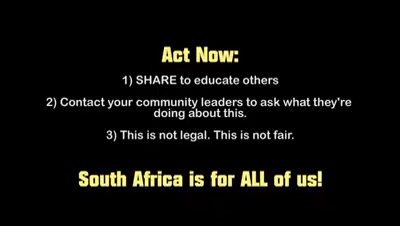 Act Now:
1) SHARE to educate others
2) Contact your community leaders to ask what they're
doing about this.
3) This is not legal. This is not fair.
South Africa is for ALL of us!